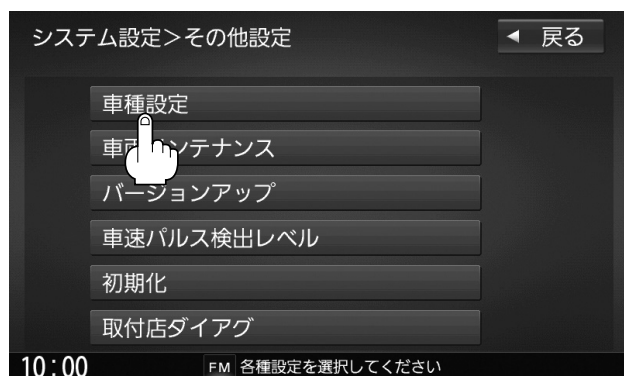 システム設定＞その他設定
◀ 戻る
車種設定
車両メンテナンス
バージョンアップ
車速パルス検出レベル
初期化
取付店ダイアグ
10:00 FM 各種設定を選択してください